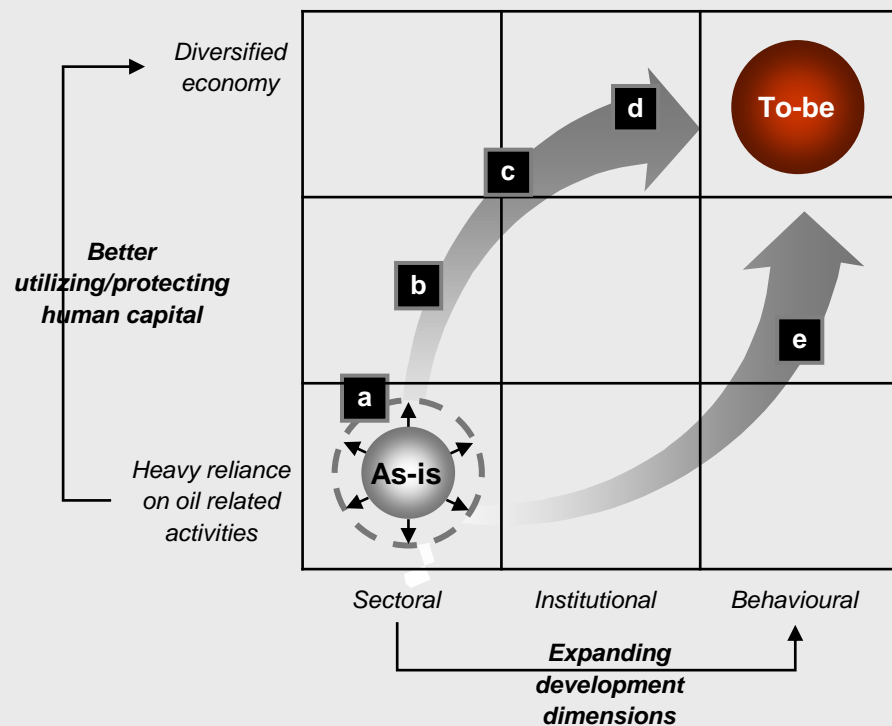 Diversified
economy
d
To-be
c
Better
utilizing/protecting
human capital
b
e
a
Heavy reliance
on oil related
activities
As-is
Sectoral
Institutional
Behavioural
Expanding
development
dimensions